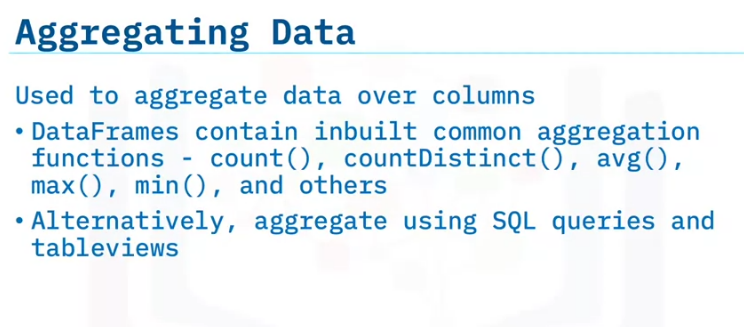 Aggregating Data
Used to aggregate data over columns
• DataFrames contain inbuilt common aggregation
functions - count(), countDistinct(), avg(),
max(), min(), and others
• Alternatively, aggregate using SQL queries and
tableviews